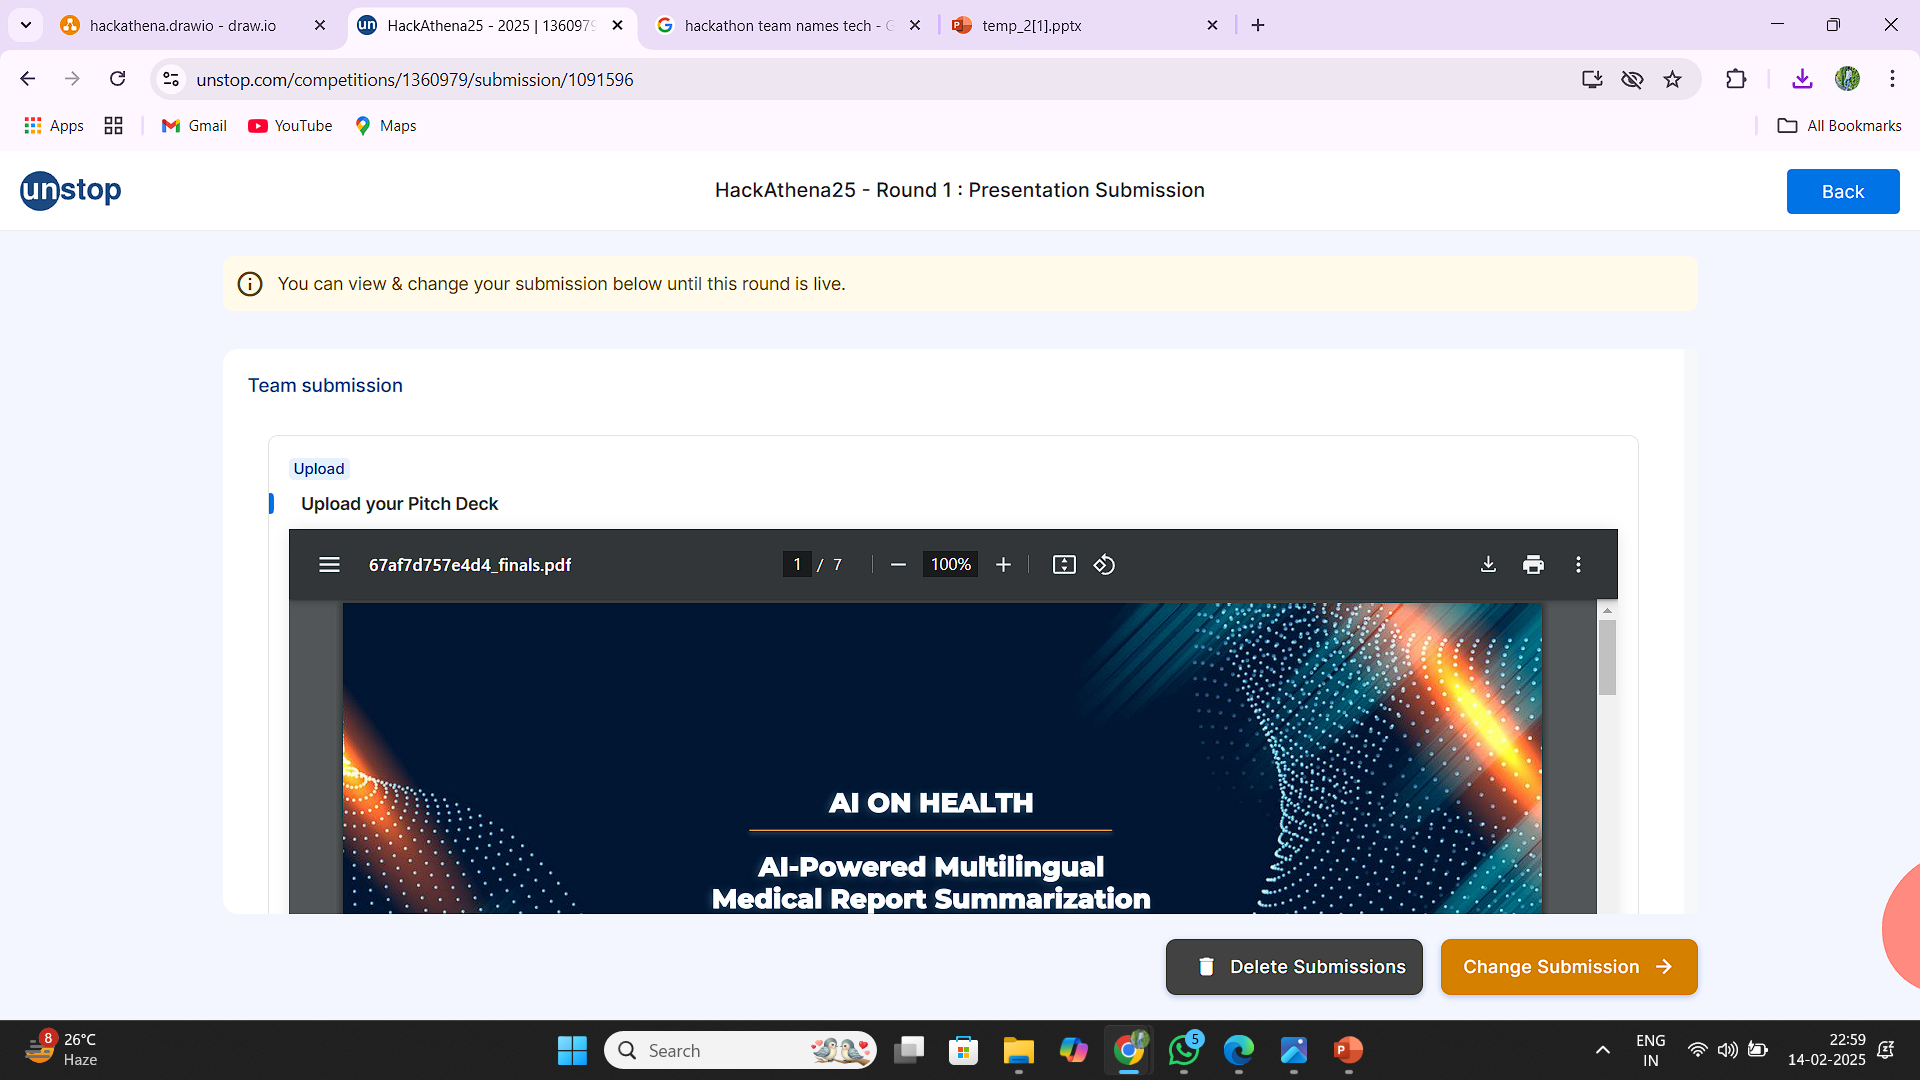 hackathena.drawio - draw.io
HackAthena25 - 2025 | 1360979
hackathon team names tech - G
temp_2[1].pptx
unstop.com/competitions/1360979/submission/1091596
Apps
Gmail
YouTube
Maps
All Bookmarks
unstop
HackAthena25 - Round 1 : Presentation Submission
Back
You can view & change your submission below until this round is live.
Team submission
Upload
Upload your Pitch Deck
67af7d757e4d4_finals.pdf
1 / 7
100%
AI ON HEALTH
AI-Powered Multilingual
Medical Report Summarization
Delete Submissions
Change Submission
8
26°C
Haze
Search
5
ENG
IN
22:59
14-02-2025